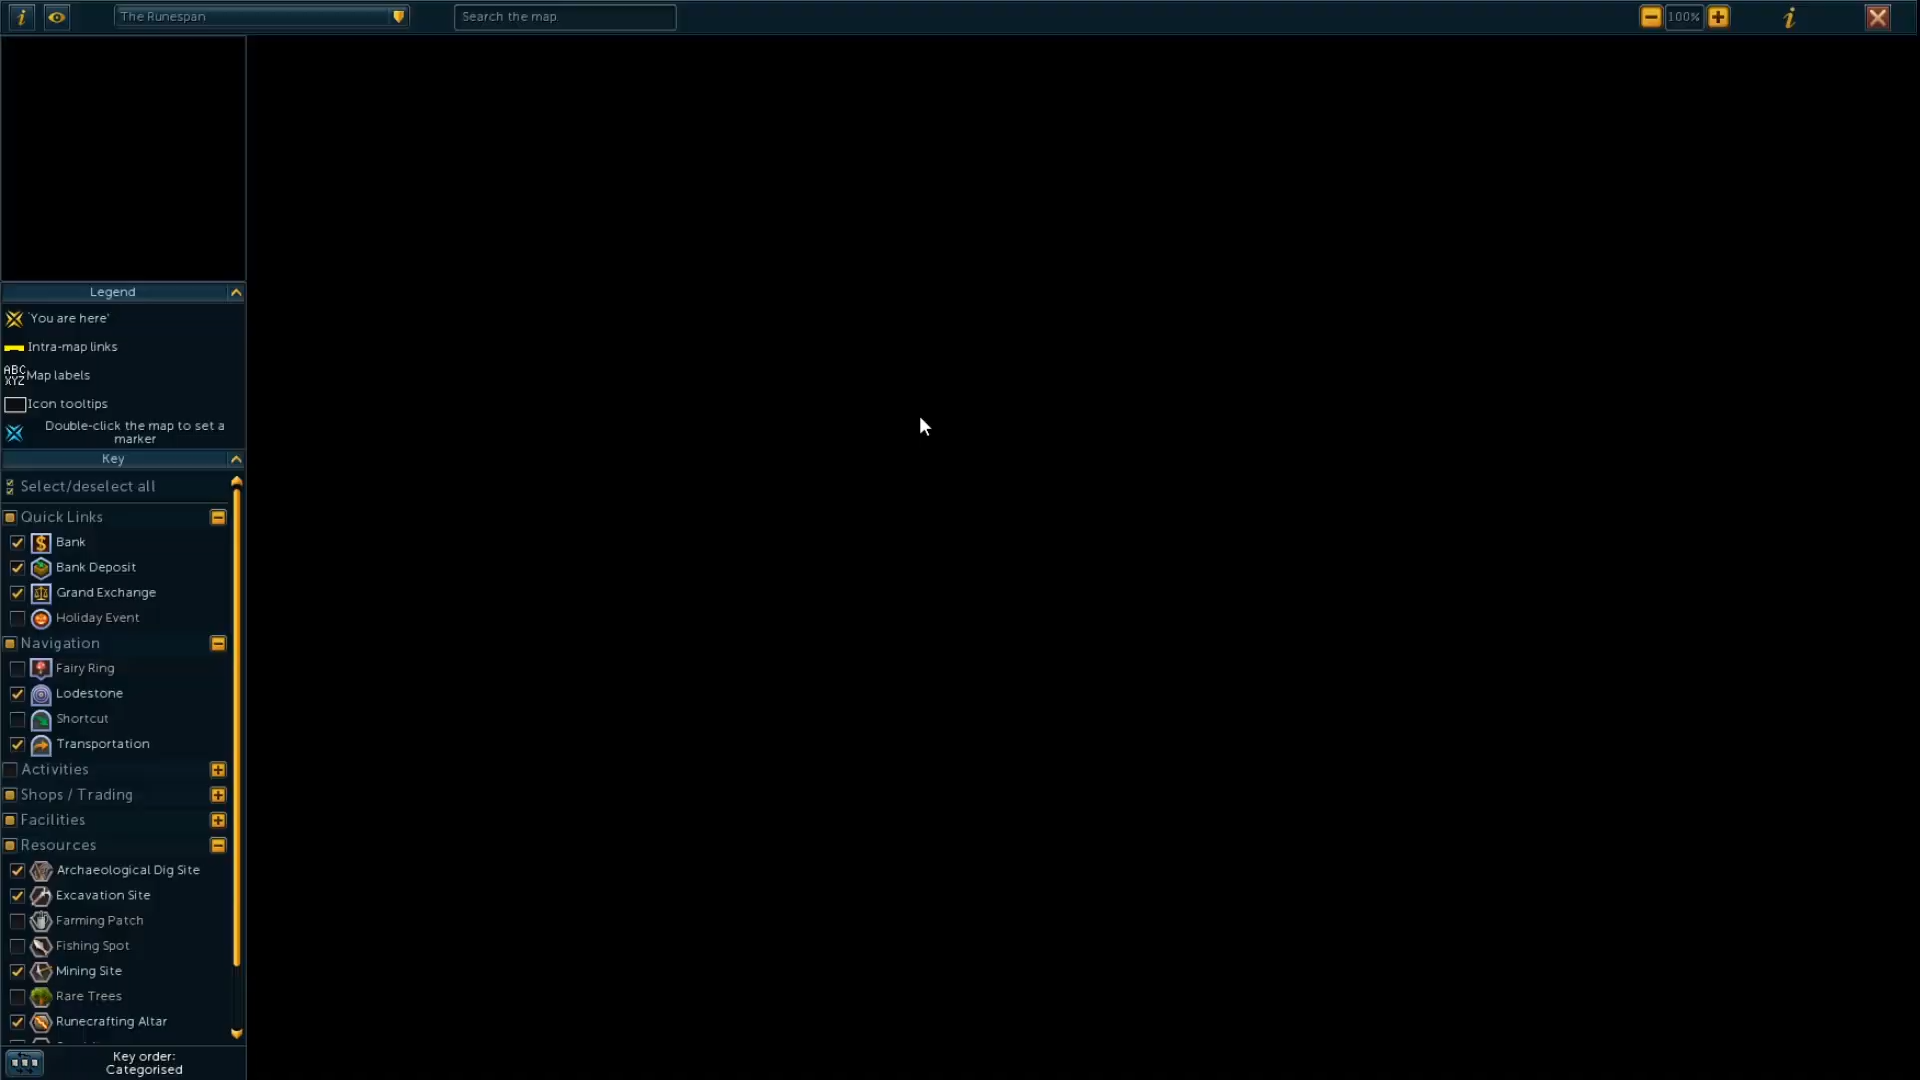 The Runespan
Search the map
100%
Legend
'You are here'
Intra-map links
ABC
XYZ
Map labels
Icon tooltips
Double-click the map to set a
marker
Key
Select/deselect all
Quick Links
Bank
Bank Deposit
Grand Exchange
Holiday Event
Navigation
Fairy Ring
Lodestone
Shortcut
Transportation
Activities
Shops / Trading
Facilities
Resources
Archaeological Dig Site
Excavation Site
Farming Patch
Fishing Spot
Mining Site
Rare Trees
Runecrafting Altar
Key order:
Categorised